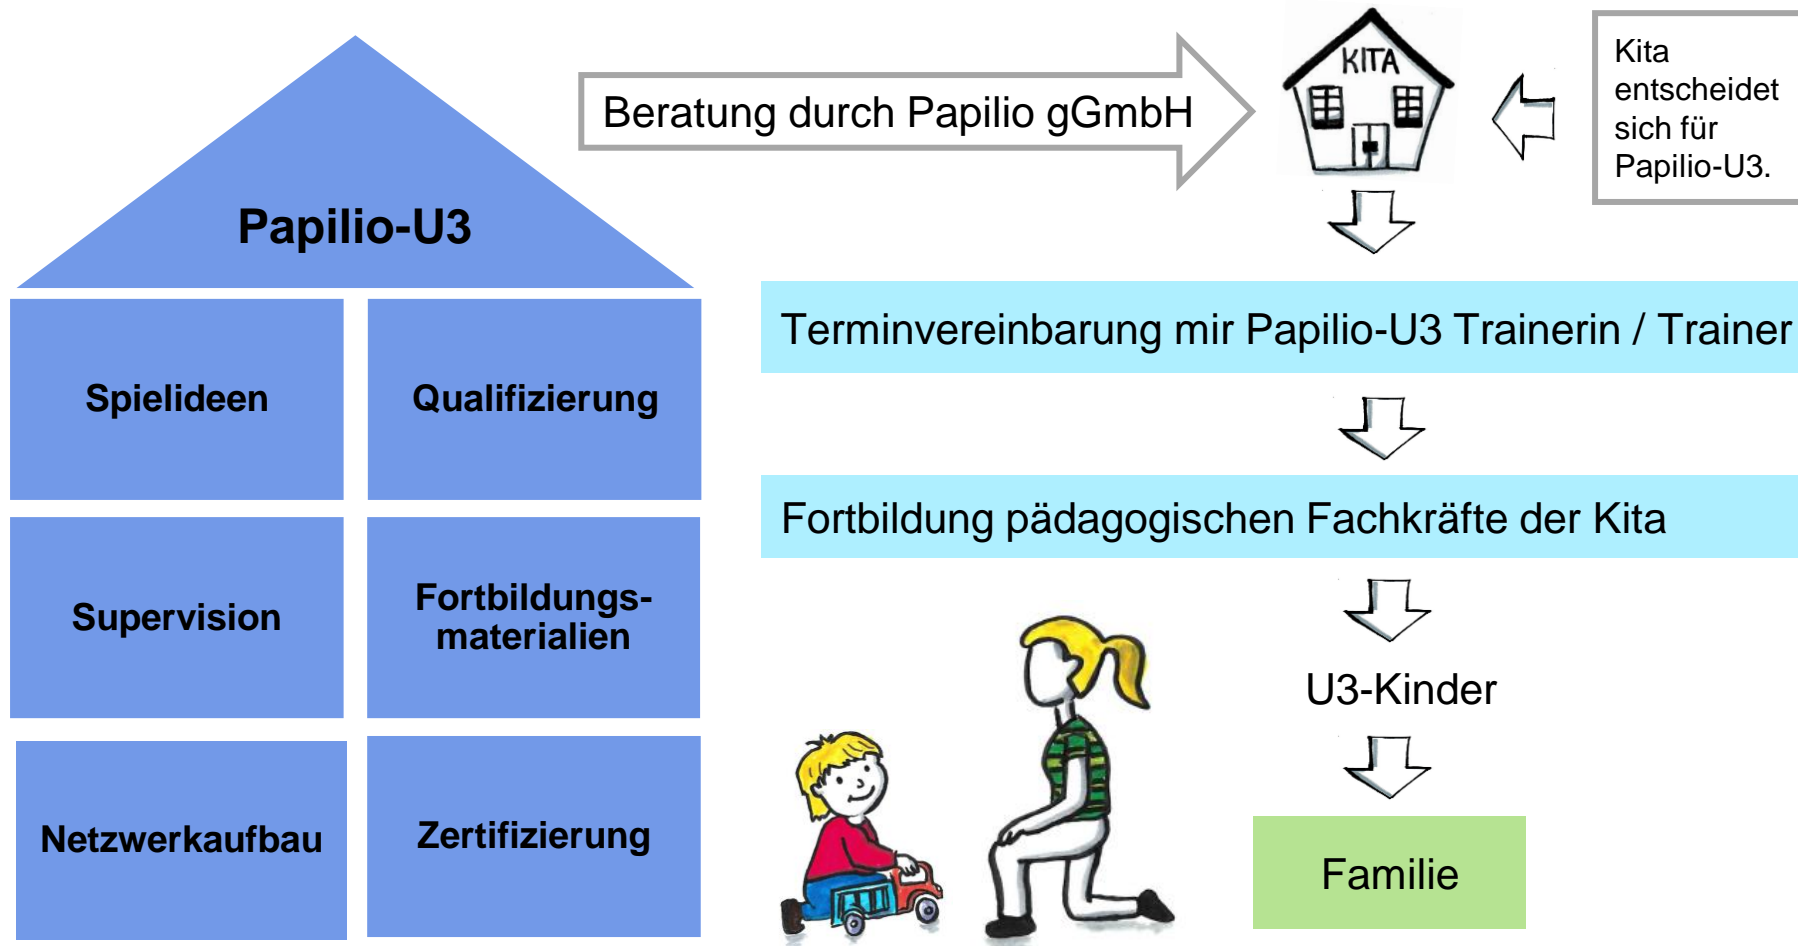 Papilio-U3
Spielideen
Qualifizierung
Supervision
Fortbildungs-
materialien
Netzwerkaufbau
Zertifizierung
Beratung durch Papilio gGmbH
KITA
Kita
entscheidet
sich für
Papilio-U3.
Terminvereinbarung mir Papilio-U3 Trainerin / Trainer
Fortbildung pädagogischen Fachkräfte der Kita
U3-Kinder
Familie